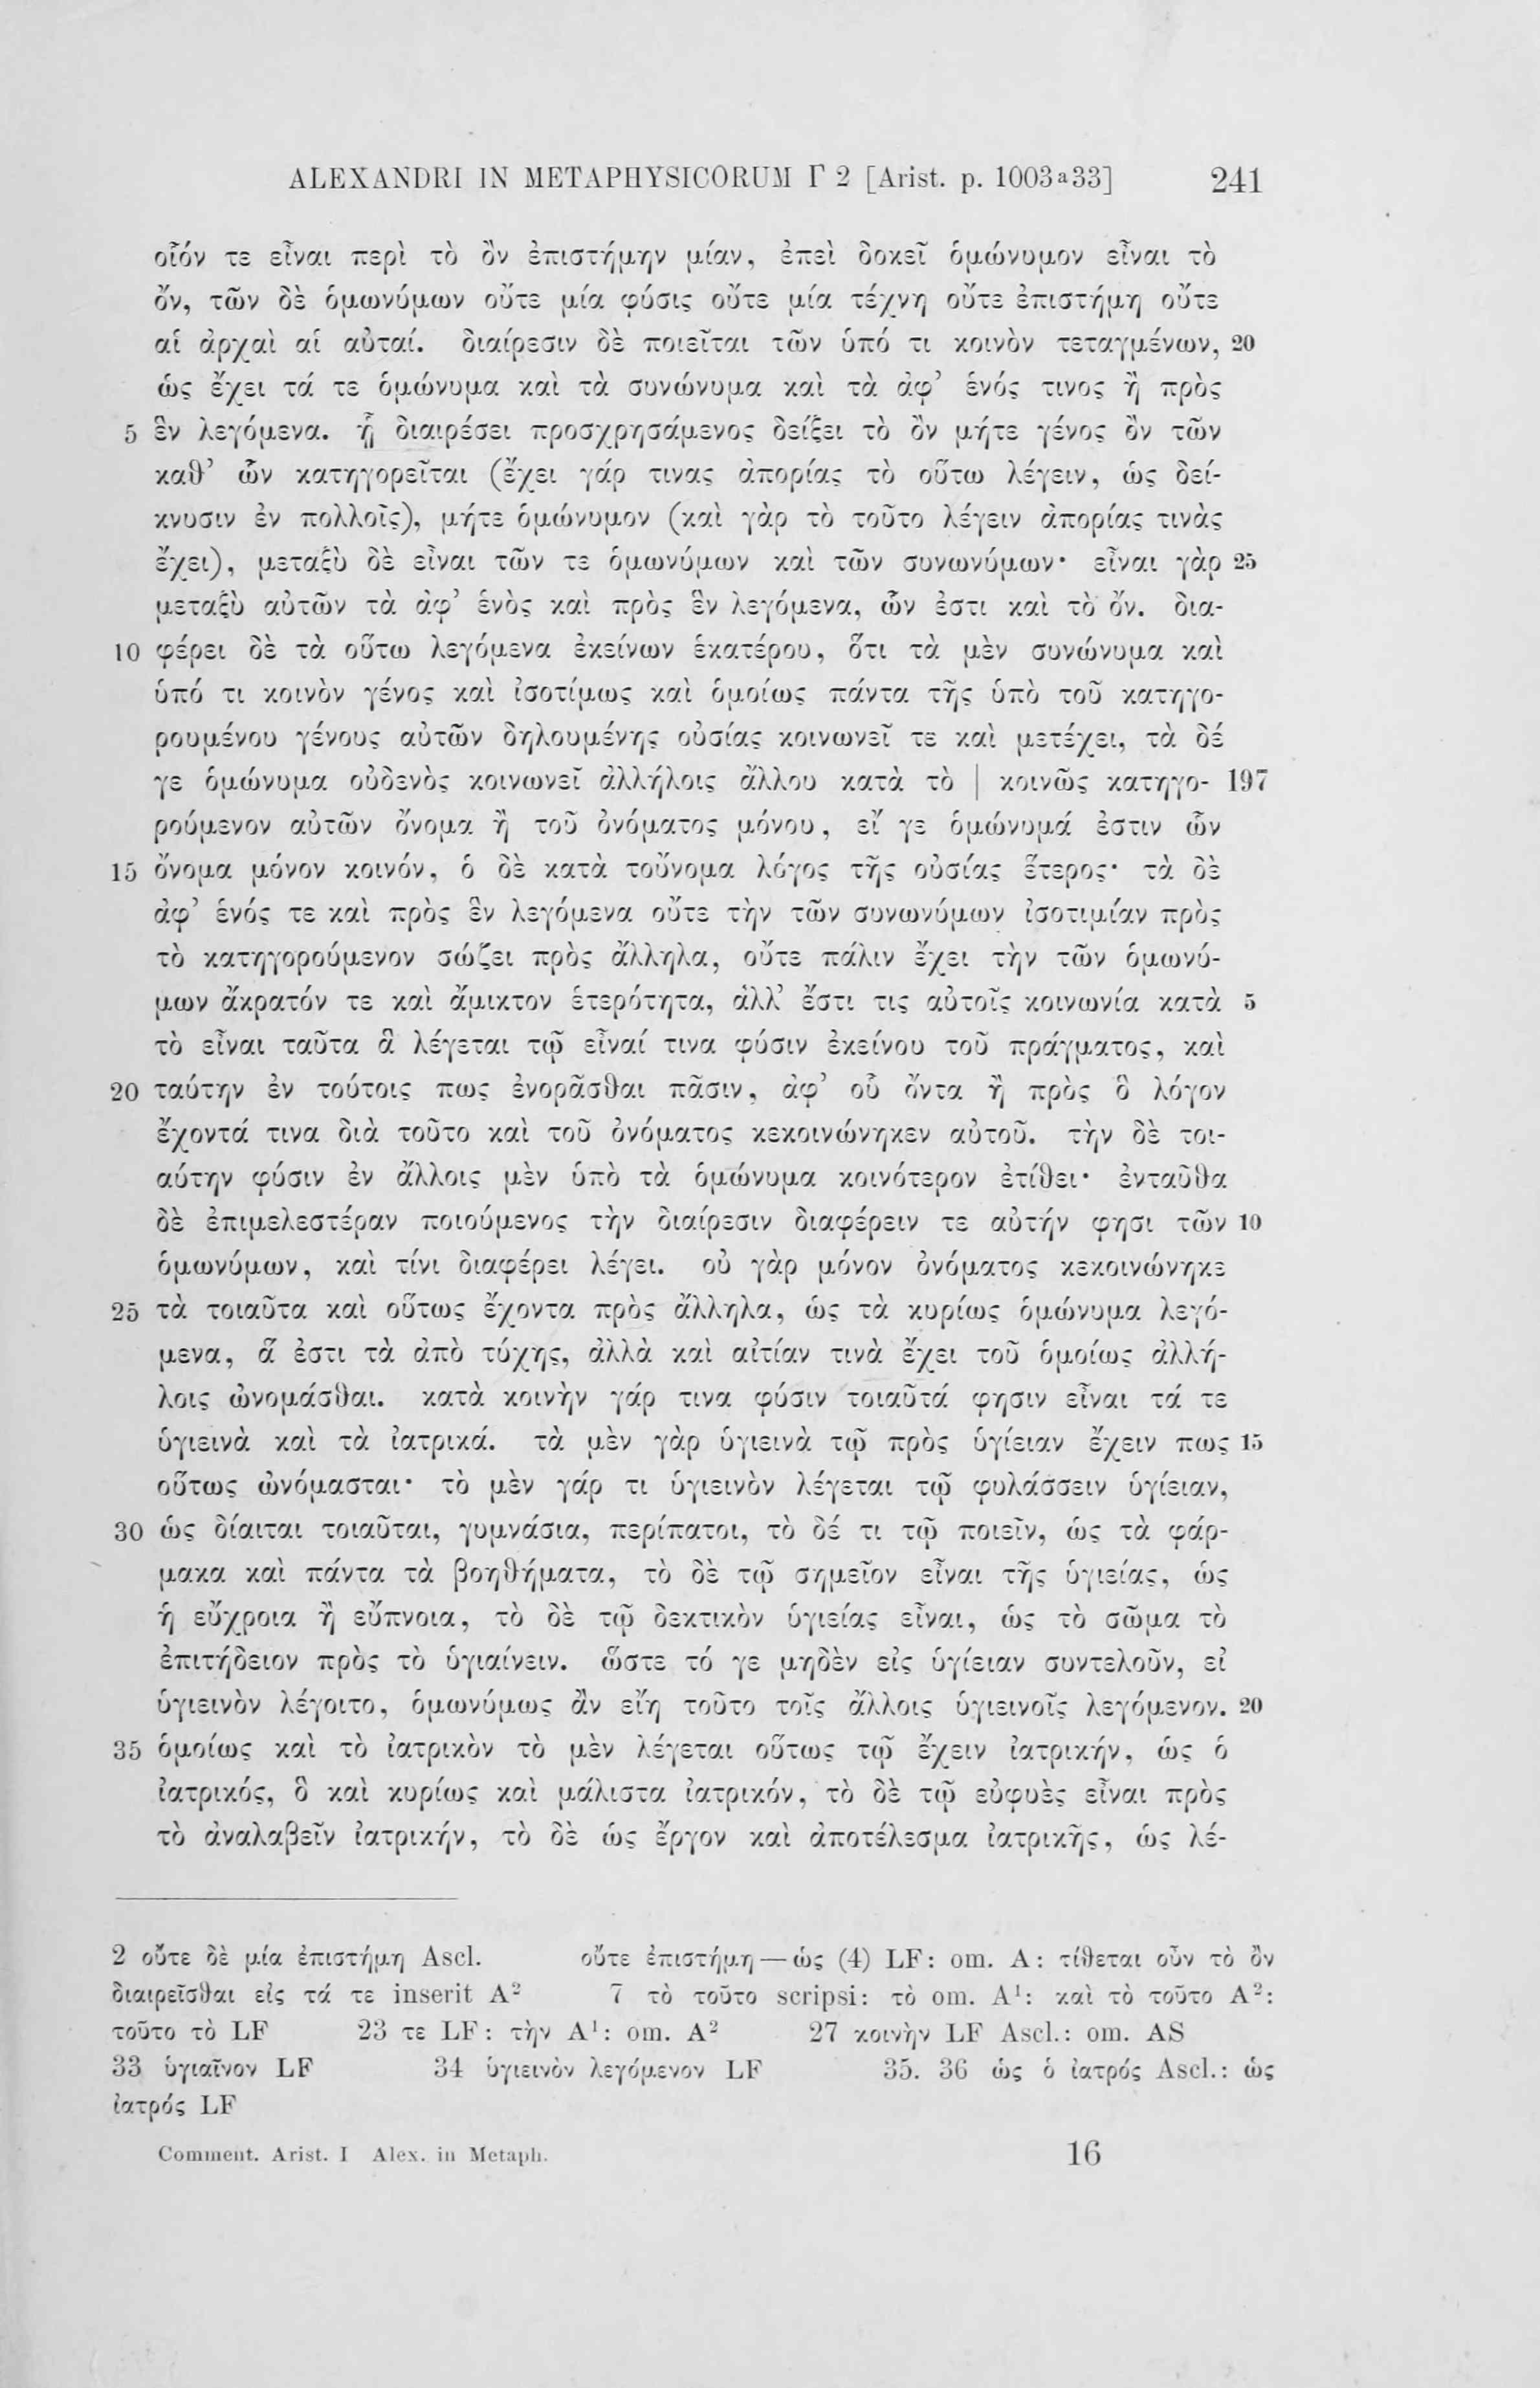 ALEXANDRI IN METAPHYSICORUM Γ 2 [Arist. p. 1003ᵃ33] 241
οἷόν τε εἶναι περὶ τὸ ὂν ἐπιστήμην μίαν, ἐπεὶ δοκεῖ ὁμώνυμον εἶναι τὸ
ὄν, τῶν δὲ ὁμωνύμων οὔτε μία φύσις οὔτε μία τέχνη οὔτε ἐπιστήμη οὔτε
αἱ ἀρχαὶ αἱ αὐταί. διαίρεσιν δὲ ποιεῖται τῶν ὑπό τι κοινὸν τεταγμένων, 20
ὡς ἔχει τά τε ὁμώνυμα καὶ τὰ συνώνυμα καὶ τὰ ἀφ’ ἑνός τινος ἢ πρὸς
5 ἓν λεγόμενα. ᾗ διαιρέσει προσχρησάμενος δείξει τὸ ὂν μήτε γένος ὂν τῶν
καθ’ ὧν κατηγορεῖται (ἔχει γάρ τινας ἀπορίας τὸ οὕτω λέγειν, ὡς δεί-
κνυσιν ἐν πολλοῖς), μήτε ὁμώνυμον (καὶ γὰρ τὸ τοῦτο λέγειν ἀπορίας τινὰς
ἔχει), μεταξὺ δὲ εἶναι τῶν τε ὁμωνύμων καὶ τῶν συνωνύμων· εἶναι γὰρ 25
μεταξὺ αὐτῶν τὰ ἀφ’ ἑνὸς καὶ πρὸς ἓν λεγόμενα, ὧν ἐστι καὶ τὸ ὄν. δια-
10 φέρει δὲ τὰ οὕτω λεγόμενα ἐκείνων ἑκατέρου, ὅτι τὰ μὲν συνώνυμα καὶ
ὑπό τι κοινὸν γένος καὶ ἰσοτίμως καὶ ὁμοίως πάντα τῆς ὑπὸ τοῦ κατηγο-
ρουμένου γένους αὐτῶν δηλουμένης οὐσίας κοινωνεῖ τε καὶ μετέχει, τὰ δέ
γε ὁμώνυμα οὐδενὸς κοινωνεῖ ἀλλήλοις ἄλλου κατὰ τὸ | κοινῶς κατηγο- 197
ρούμενον αὐτῶν ὄνομα ἢ τοῦ ὀνόματος μόνου, εἴ γε ὁμώνυμά ἐστιν ὧν
15 ὄνομα μόνον κοινόν, ὁ δὲ κατὰ τοὔνομα λόγος τῆς οὐσίας ἕτερος· τὰ δὲ
ἀφ’ ἑνός τε καὶ πρὸς ἓν λεγόμενα οὔτε τὴν τῶν συνωνύμων ἰσοτιμίαν πρὸς
τὸ κατηγορούμενον σώζει πρὸς ἄλληλα, οὔτε πάλιν ἔχει τὴν τῶν ὁμωνύ-
μων ἄκρατόν τε καὶ ἄμικτον ἑτερότητα, ἀλλ’ ἔστι τις αὐτοῖς κοινωνία κατὰ 5
τὸ εἶναι ταῦτα ἃ λέγεται τῷ εἶναί τινα φύσιν ἐκείνου τοῦ πράγματος, καὶ
20 ταύτην ἐν τούτοις πως ἐνορᾶσθαι πᾶσιν, ἀφ’ οὗ ὄντα ἢ πρὸς ὃ λόγον
ἔχοντά τινα διὰ τοῦτο καὶ τοῦ ὀνόματος κεκοινώνηκεν αὐτοῦ. τὴν δὲ τοι-
αύτην φύσιν ἐν ἄλλοις μὲν ὑπὸ τὰ ὁμώνυμα κοινότερον ἐτίθει· ἐνταῦθα
δὲ ἐπιμελεστέραν ποιούμενος τὴν διαίρεσιν διαφέρειν τε αὐτήν φησι τῶν 10
ὁμωνύμων, καὶ τίνι διαφέρει λέγει. οὐ γὰρ μόνον ὀνόματος κεκοινώνηκε
25 τὰ τοιαῦτα καὶ οὕτως ἔχοντα πρὸς ἄλληλα, ὡς τὰ κυρίως ὁμώνυμα λεγό-
μενα, ἅ ἐστι τὰ ἀπὸ τύχης, ἀλλὰ καὶ αἰτίαν τινὰ ἔχει τοῦ ὁμοίως ἀλλή-
λοις ὠνομάσθαι. κατὰ κοινὴν γάρ τινα φύσιν τοιαῦτά φησιν εἶναι τά τε
ὑγιεινὰ καὶ τὰ ἰατρικά. τὰ μὲν γὰρ ὑγιεινὰ τῷ πρὸς ὑγίειαν ἔχειν πως 15
οὕτως ὠνόμασται· τὸ μὲν γάρ τι ὑγιεινὸν λέγεται τῷ φυλάσσειν ὑγίειαν,
30 ὡς δίαιται τοιαῦται, γυμνάσια, περίπατοι, τὸ δέ τι τῷ ποιεῖν, ὡς τὰ φάρ-
μακα καὶ πάντα τὰ βοηθήματα, τὸ δὲ τῷ σημεῖον εἶναι τῆς ὑγιείας, ὡς
ἡ εὔχροια ἢ εὔπνοια, τὸ δὲ τῷ δεκτικὸν ὑγιείας εἶναι, ὡς τὸ σῶμα τὸ
ἐπιτήδειον πρὸς τὸ ὑγιαίνειν. ὥστε τό γε μηδὲν εἰς ὑγίειαν συντελοῦν, εἰ
ὑγιεινὸν λέγοιτο, ὁμωνύμως ἂν εἴη τοῦτο τοῖς ἄλλοις ὑγιεινοῖς λεγόμενον. 20
35 ὁμοίως καὶ τὸ ἰατρικὸν τὸ μὲν λέγεται οὕτως τῷ ἔχειν ἰατρικήν, ὡς ὁ
ἰατρικός, ὃ καὶ κυρίως καὶ μάλιστα ἰατρικόν, τὸ δὲ τῷ εὐφυὲς εἶναι πρὸς
τὸ ἀναλαβεῖν ἰατρικήν, τὸ δὲ ὡς ἔργον καὶ ἀποτέλεσμα ἰατρικῆς, ὡς λέ-
2 οὔτε δὲ μία ἐπιστήμη Ascl. οὔτε ἐπιστήμη — ὡς (4) LF: om. A: τίθεται οὖν τὸ ὂν
διαιρεῖσθαι εἰς τά τε inserit A² 7 τὸ τοῦτο scripsi: τὸ om. A¹: καὶ τὸ τοῦτο A²:
τοῦτο τὸ LF 23 τε LF: τὴν A¹: om. A² 27 κοινὴν LF Ascl.: om. AS
33 ὑγιαῖνον LF 34 ὑγιεινὸν λεγόμενον LF 35. 36 ὡς ὁ ἰατρός Ascl.: ὡς
ἰατρός LF
Comment. Arist. I Alex. in Metaph. 16